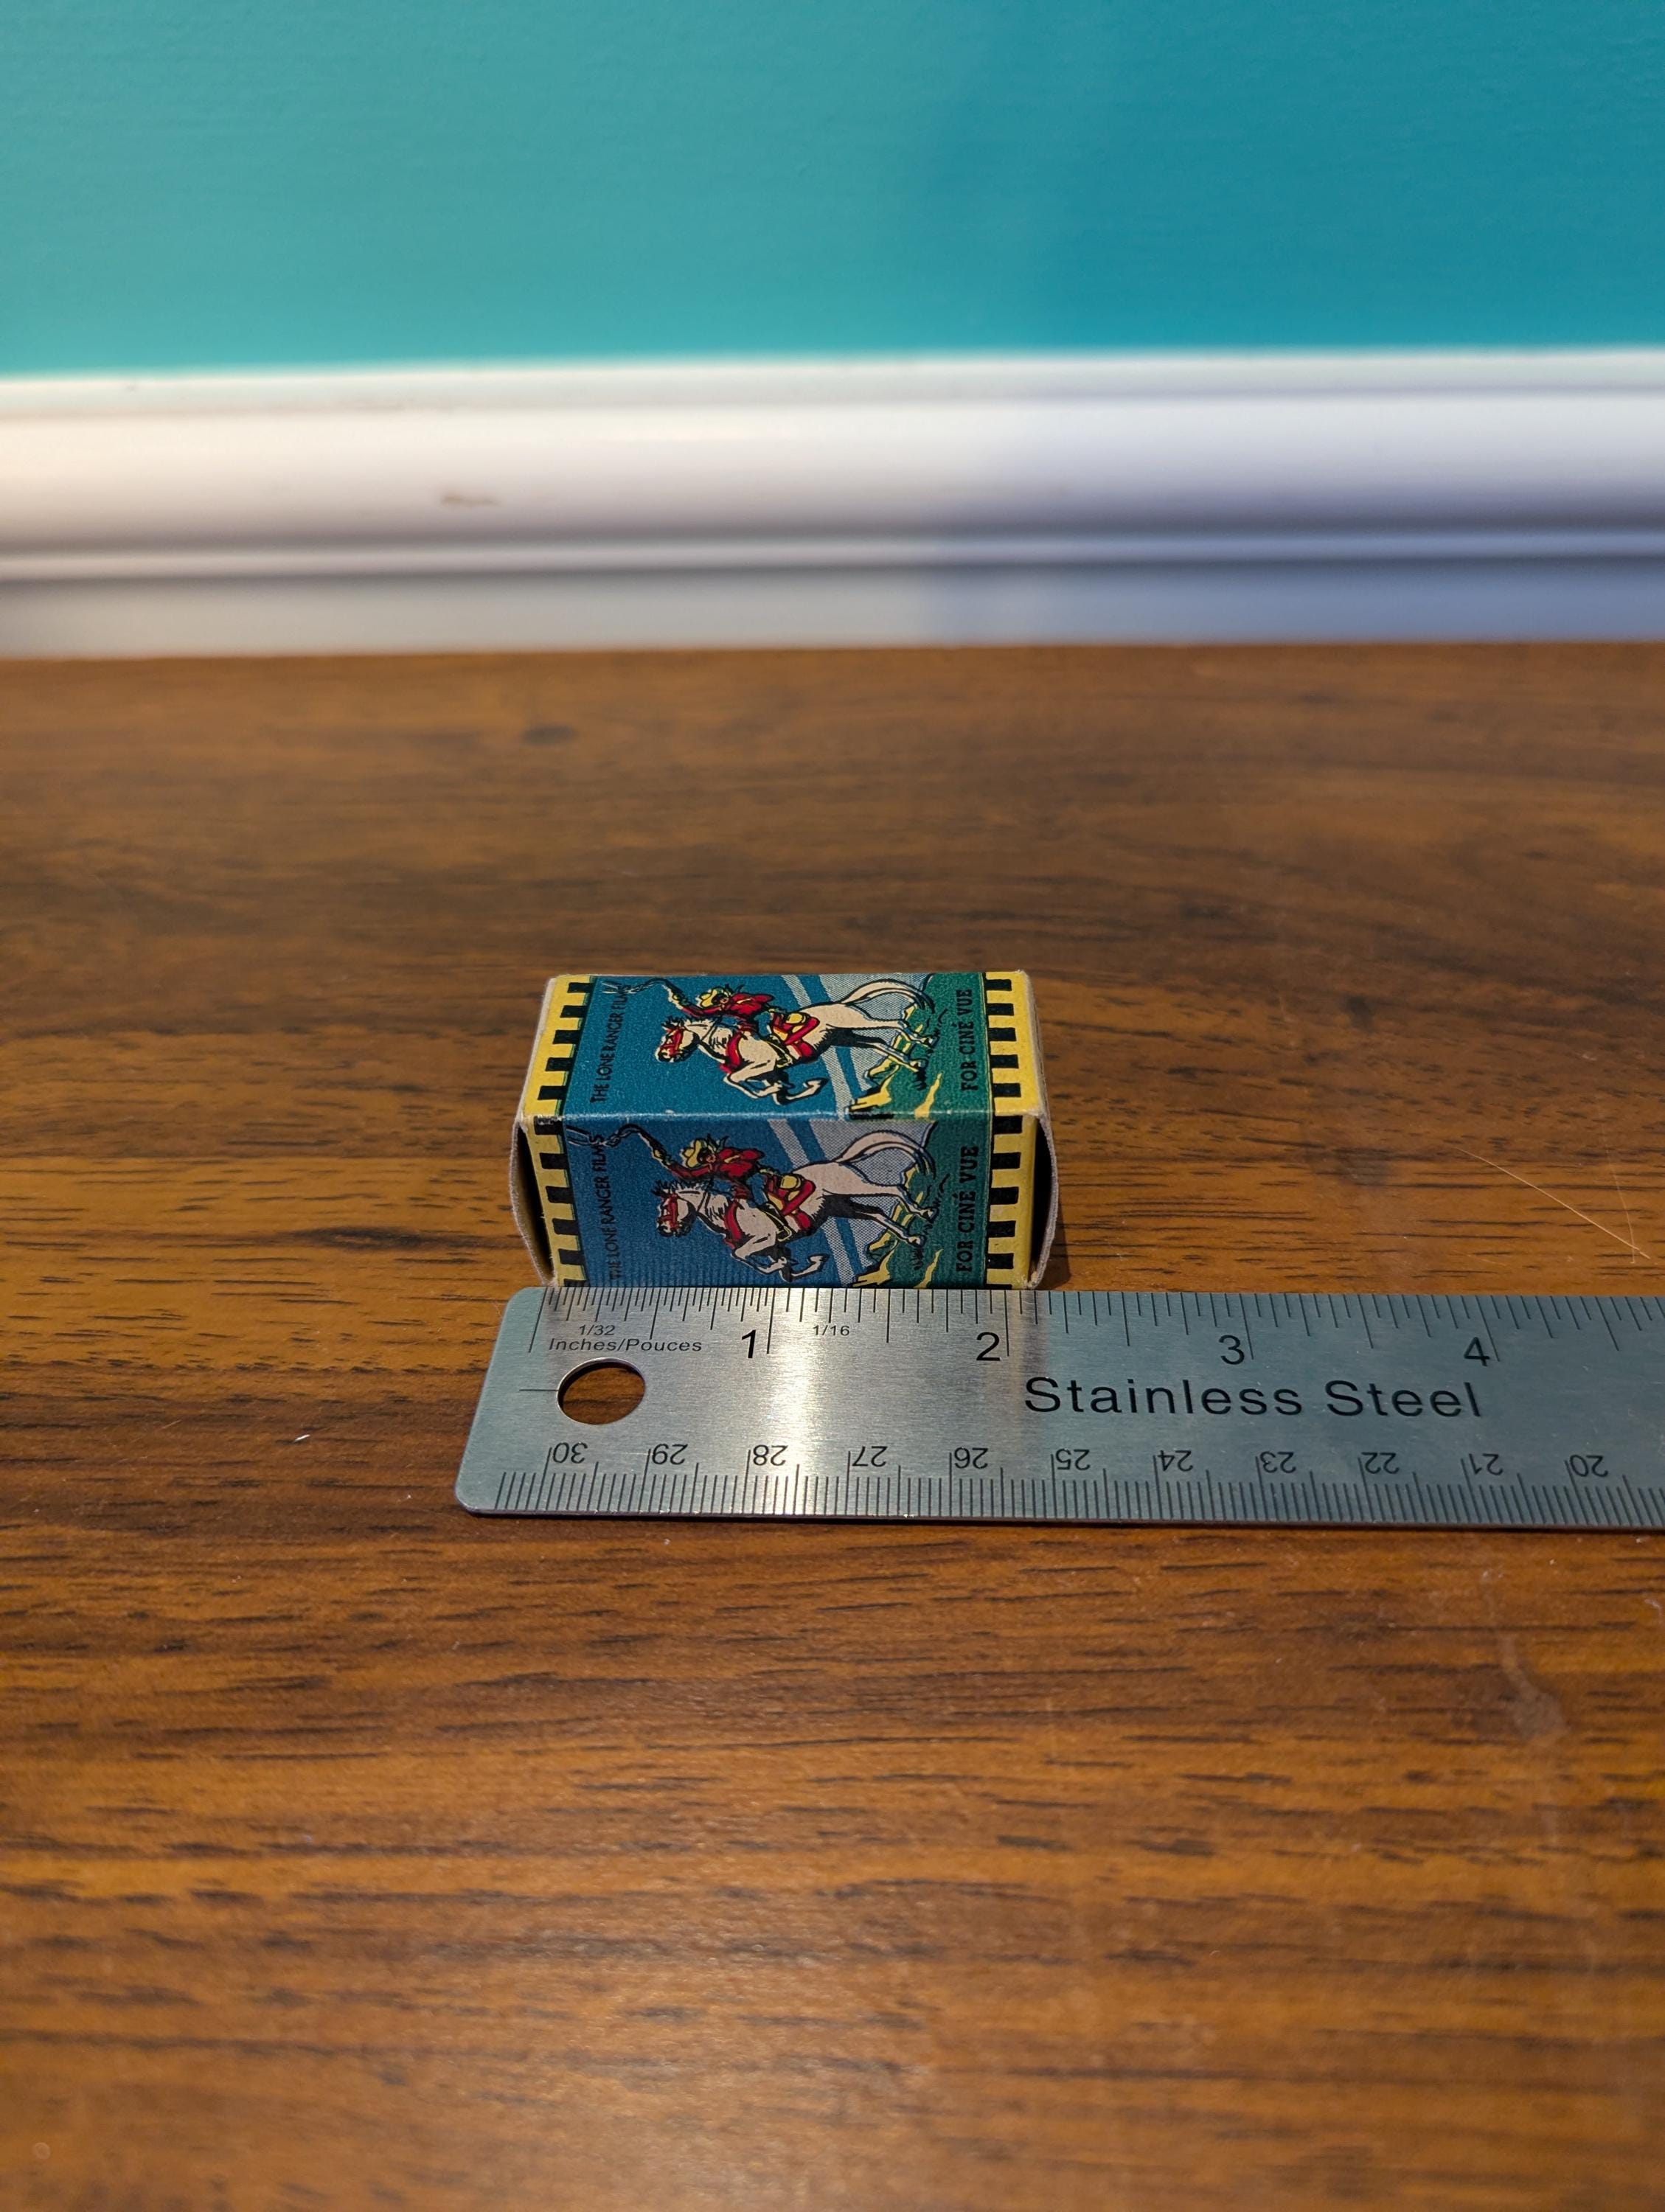 THE LONE RANGER FILMS
FOR CINÉ VUE
THE LONE RANGER FILMS
FOR CINÉ VUE
1/32 1/16
Inches/Pouces 1 2 3 4
Stainless Steel
30 29 28 27 26 25 24 23 22 21 20